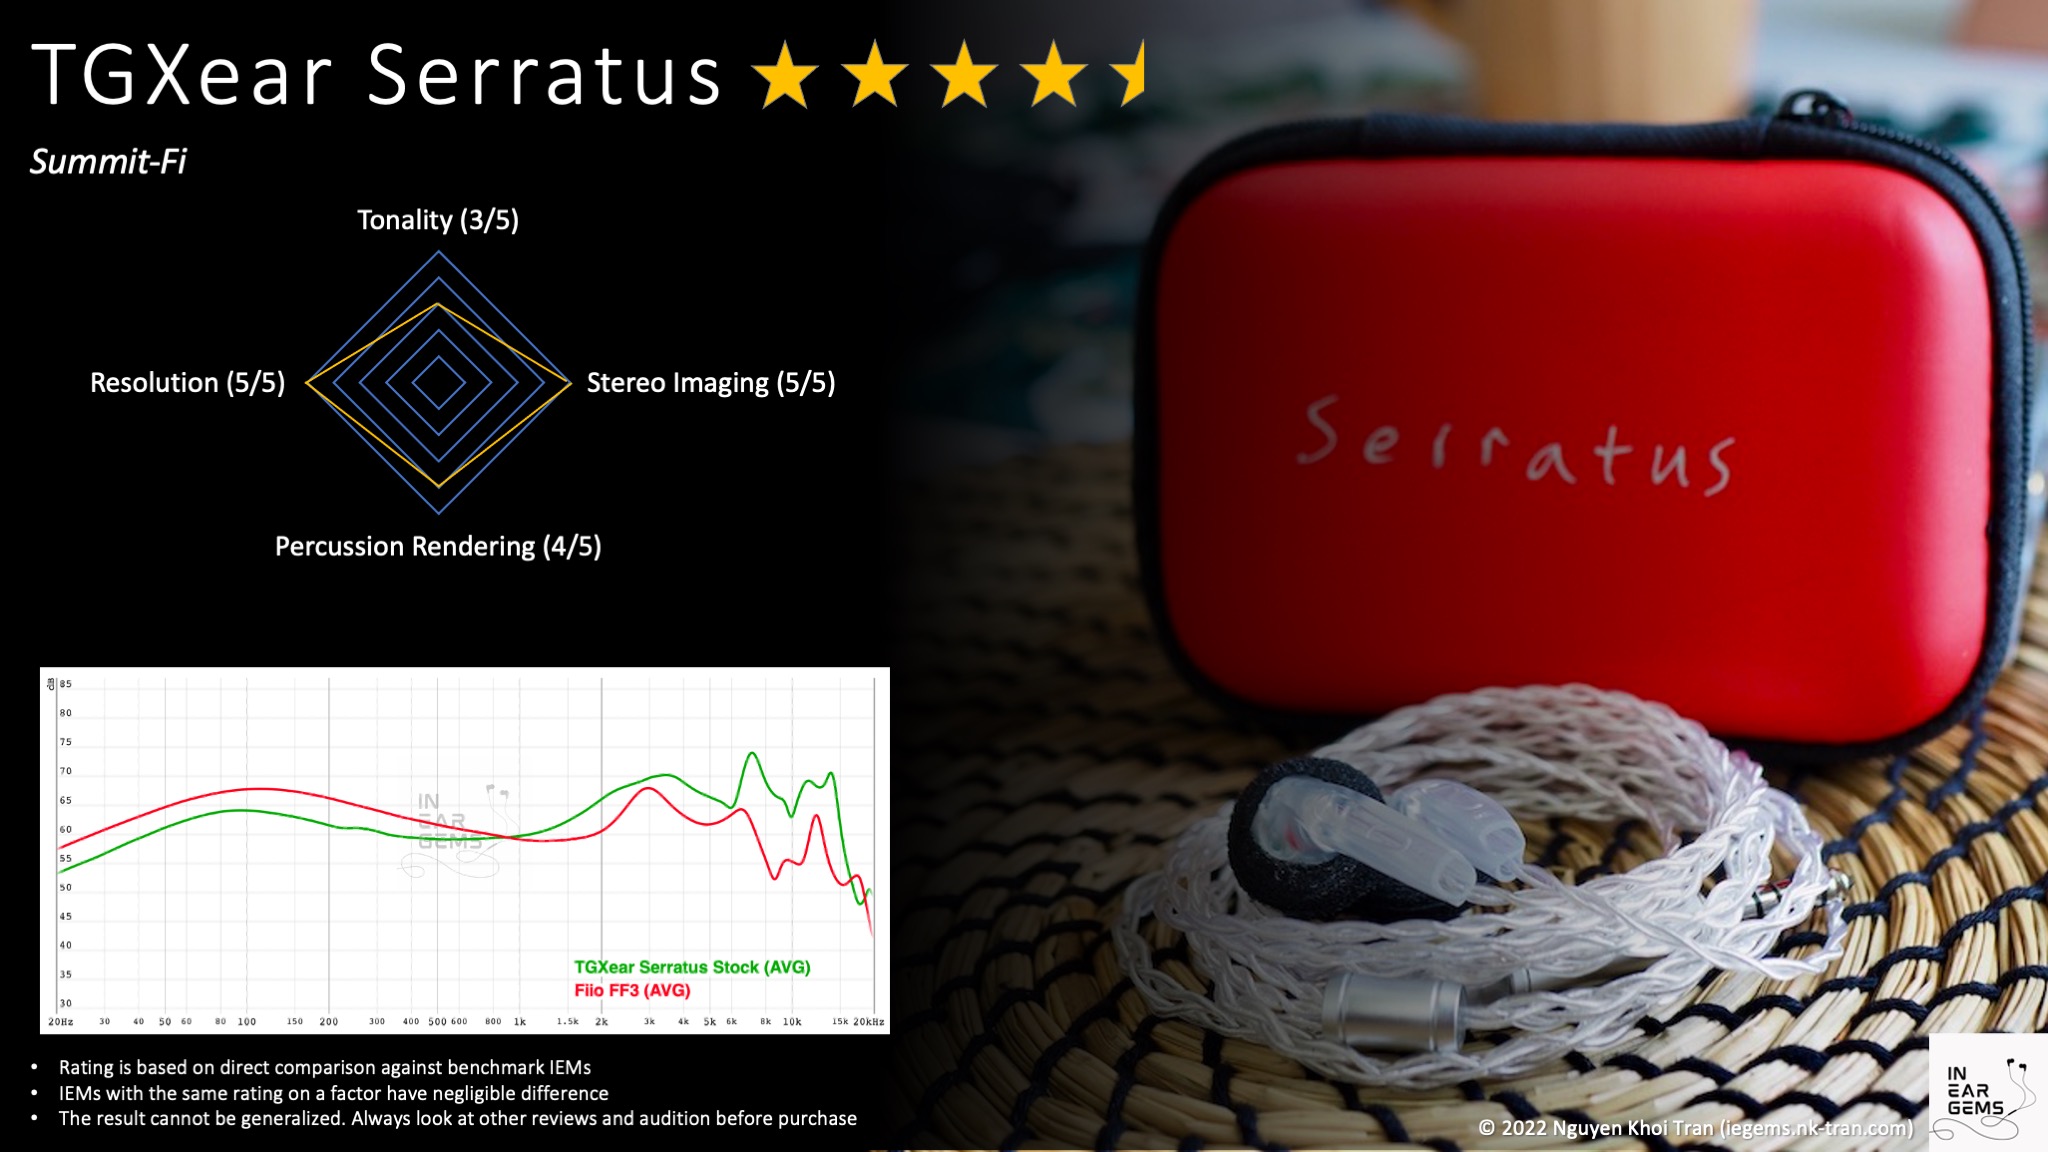 TGXear Serratus
Summit-Fi
Tonality (3/5)
Resolution (5/5)
Stereo Imaging (5/5)
Percussion Rendering (4/5)
dB
85
80
75
70
65
60
55
50
45
40
35
30
IN
EAR
GEMS
TGXear Serratus Stock (AVG)
Fiio FF3 (AVG)
20Hz 30 40 50 60 80 100 150 200 300 400 500 600 800 1k 1.5k 2k 3k 4k 5k 6k 8k 10k 15k 20kHz
• Rating is based on direct comparison against benchmark IEMs
• IEMs with the same rating on a factor have negligible difference
• The result cannot be generalized. Always look at other reviews and audition before purchase
Serratus
© 2022 Nguyen Khoi Tran (iegems.nk-tran.com)
IN
EAR
GEMS